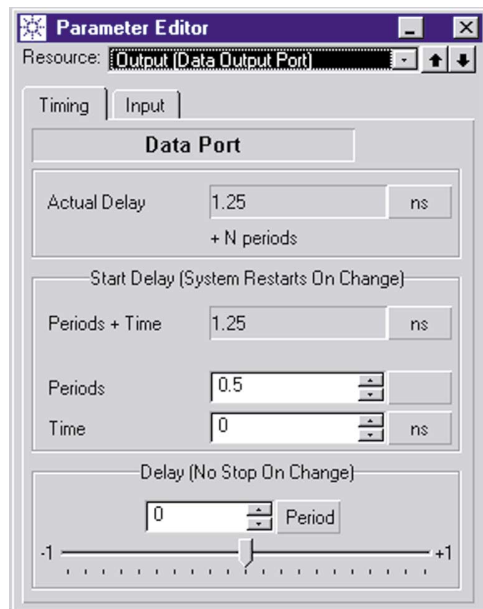 Parameter Editor
Resource: Output (Data Output Port)
Timing Input
Data Port
Actual Delay 1.25 ns
+ N periods
Start Delay (System Restarts On Change)
Periods + Time 1.25 ns
Periods 0.5
Time 0 ns
Delay (No Stop On Change)
0 Period
-1 +1